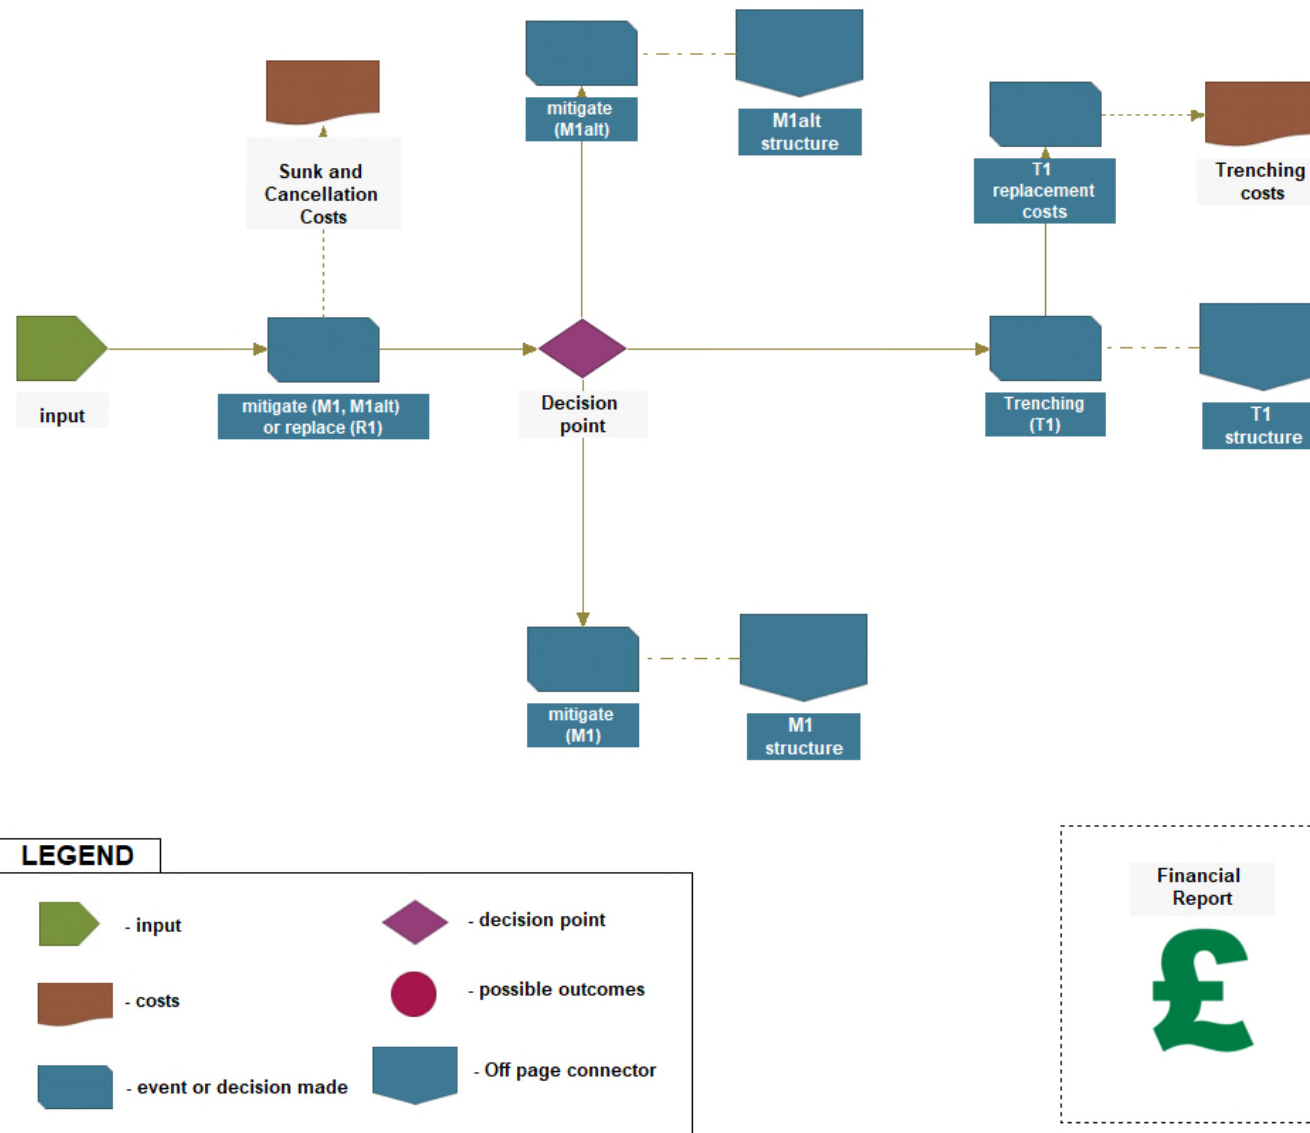 mitigate
(M1alt)
M1alt
structure
Sunk and
Cancellation
Costs
T1
replacement
costs
Trenching
costs
input
mitigate (M1, M1alt)
or replace (R1)
Decision
point
Trenching
(T1)
T1
structure
mitigate
(M1)
M1
structure
LEGEND
- input
- decision point
- costs
- possible outcomes
- event or decision made
- Off page connector
Financial
Report
£